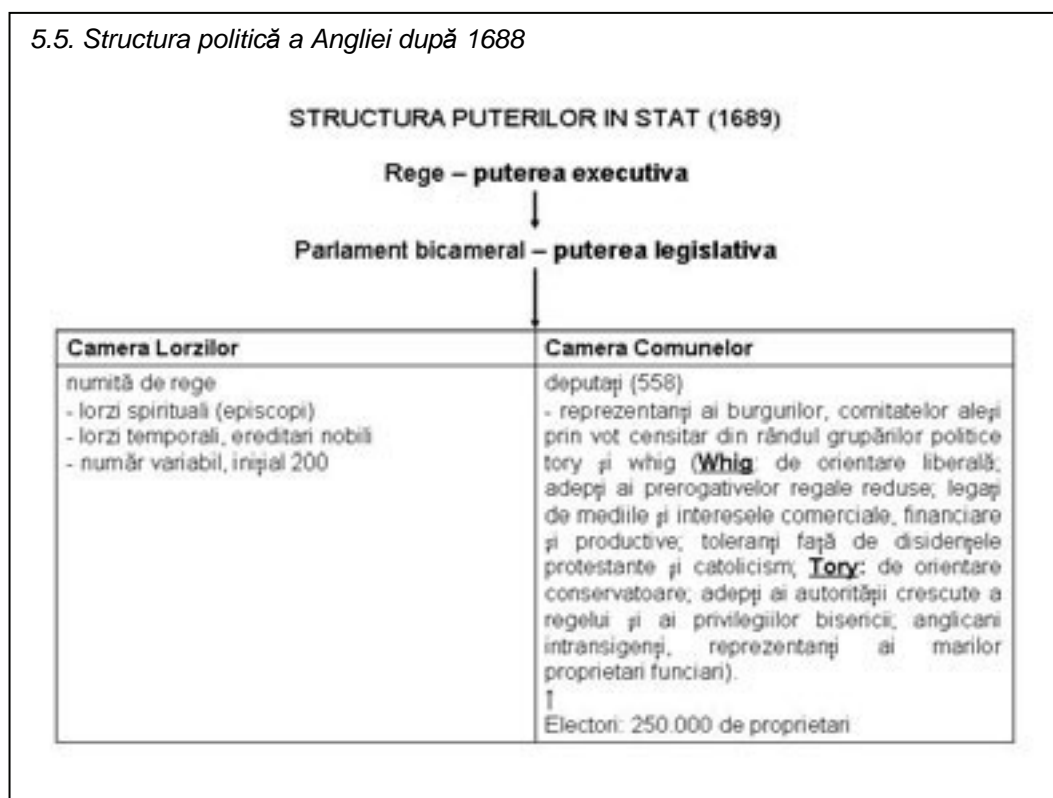 5.5. Structura politică a Angliei după 1688
STRUCTURA PUTERILOR IN STAT (1689)
Rege – puterea executiva
Parlament bicameral – puterea legislativa
Camera Lorzilor
numită de rege
- lorzi spirituali (episcopi)
- lorzi temporali, ereditari nobili
- număr variabil, inițial 200
Camera Comunelor
deputați (558)
- reprezentanți ai burgurilor, comitatelor aleși
prin vot censitar din rândul grupărilor politice
tory și whig (Whig: de orientare liberală;
adepți ai prerogativelor regale reduse; legați
de mediile și interesele comerciale, financiare
și productive; toleranți față de disidențele
protestante și catolicism; Tory: de orientare
conservatoare; adepți ai autorității crescute a
regelui și ai privilegiilor bisericii; anglicani
intransigenți, reprezentanți ai marilor
proprietari funciari).
Electori: 250.000 de proprietari